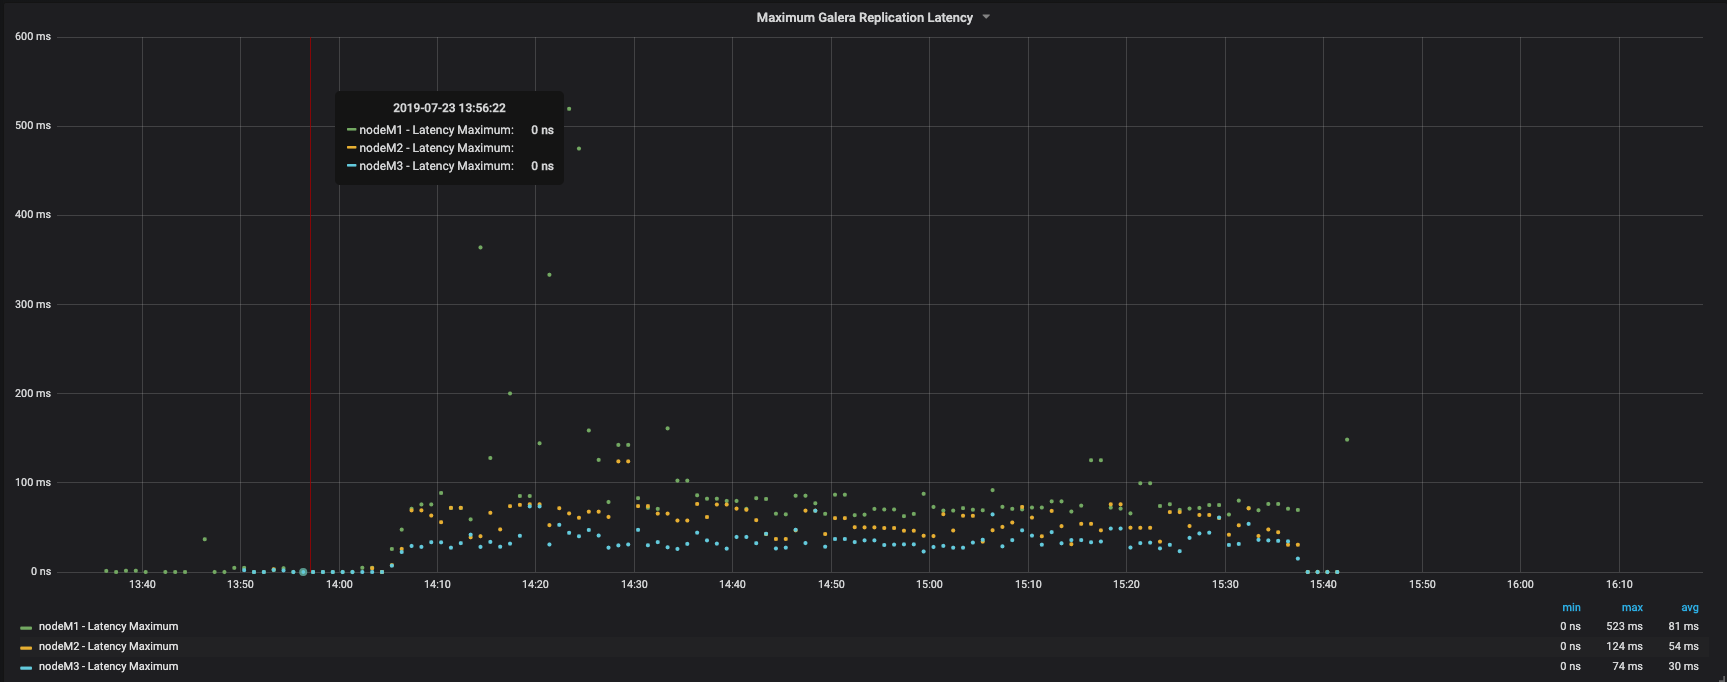 Maximum Galera Replication Latency
600 ms
500 ms
400 ms
300 ms
200 ms
100 ms
0 ns
2019-07-23 13:56:22
nodeM1 - Latency Maximum: 0 ns
nodeM2 - Latency Maximum:
nodeM3 - Latency Maximum: 0 ns
13:40 13:50 14:00 14:10 14:20 14:30 14:40 14:50 15:00 15:10 15:20 15:30 15:40 15:50 16:00 16:10
min max avg
nodeM1 - Latency Maximum 0 ns 523 ms 81 ms
nodeM2 - Latency Maximum 0 ns 124 ms 54 ms
nodeM3 - Latency Maximum 0 ns 74 ms 30 ms